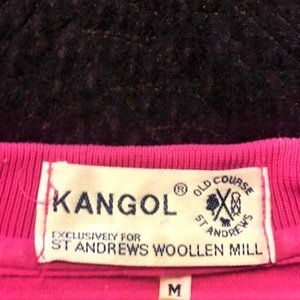 KANGOL®
OLD COURSE
ST ANDREWS
EXCLUSIVELY FOR
ST ANDREWS WOOLLEN MILL
M